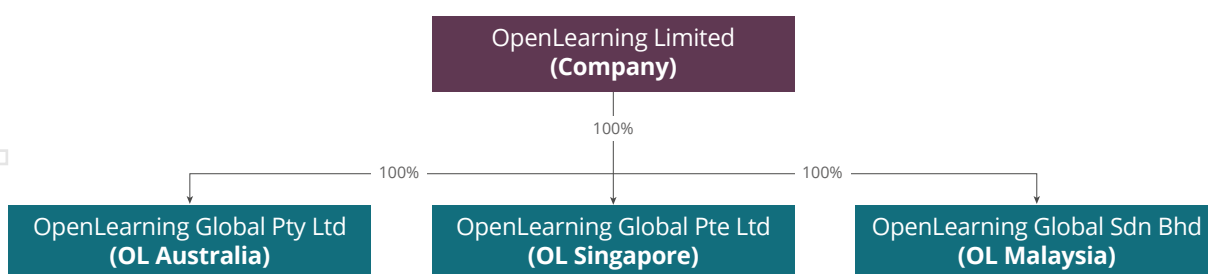 OpenLearning Limited
(Company)
100%
100%
100%
OpenLearning Global Pty Ltd
(OL Australia)
OpenLearning Global Pte Ltd
(OL Singapore)
OpenLearning Global Sdn Bhd
(OL Malaysia)